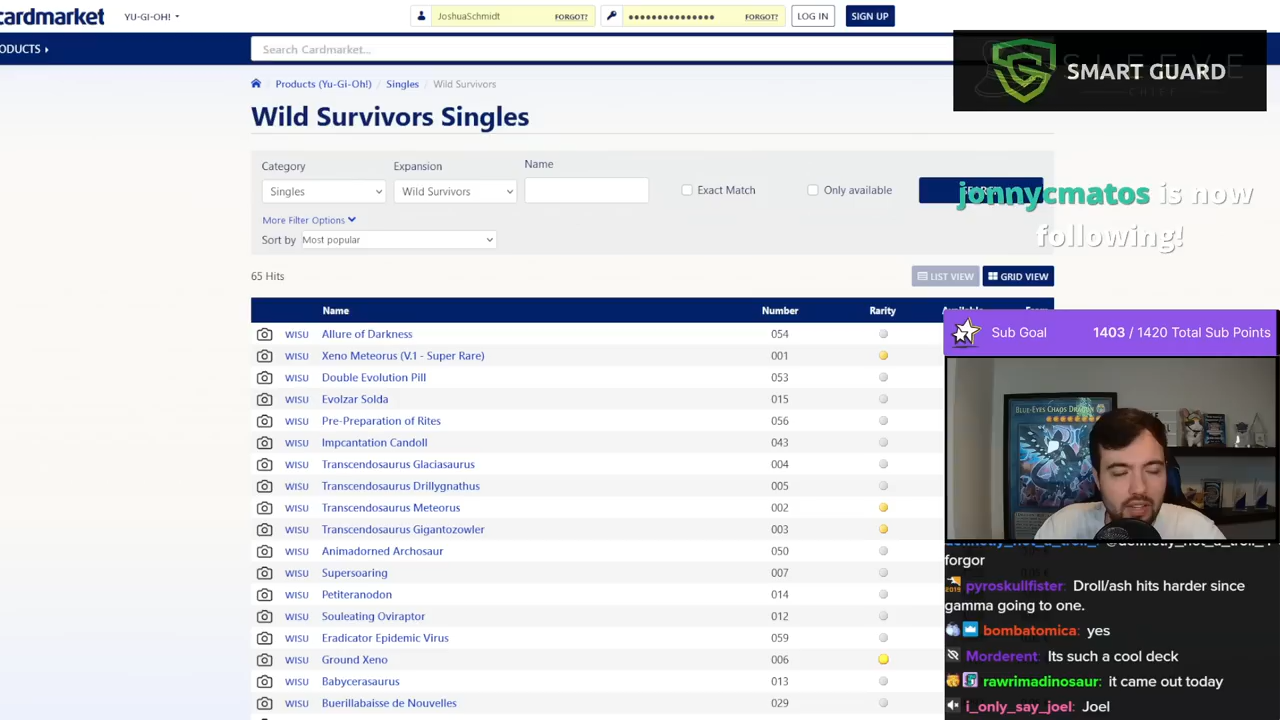 cardmarket
YU-GI-OH!
JoshuaSchmidt
FORGOT?
FORGOT?
LOG IN
SIGN UP
ODUCTS
Search Cardmarket...
SMART GUARD
Products (Yu-Gi-Oh!) / Singles / Wild Survivors
Wild Survivors Singles
Category
Expansion
Name
Singles
Wild Survivors
Exact Match
Only available
jonnycmatos is now
following!
More Filter Options
Sort by Most popular
65 Hits
LIST VIEW
GRID VIEW
Name Number Rarity
WISU Allure of Darkness 054
WISU Xeno Meteorus (V.1 - Super Rare) 001
WISU Double Evolution Pill 053
WISU Evolzar Solda 015
WISU Pre-Preparation of Rites 056
WISU Impcantation Candoll 043
WISU Transcendosaurus Glaciasaurus 004
WISU Transcendosaurus Drillygnathus 005
WISU Transcendosaurus Meteorus 002
WISU Transcendosaurus Gigantozowler 003
WISU Animadorned Archosaur 050
WISU Supersoaring 007
WISU Petiteranodon 014
WISU Souleating Oviraptor 012
WISU Eradicator Epidemic Virus 059
WISU Ground Xeno 006
WISU Babycerasaurus 013
WISU Buerillabaisse de Nouvelles 029
Sub Goal 1403 / 1420 Total Sub Points
BLUE-EYES CHAOS DRAGON
forgor
pyroskullfister: Droll/ash hits harder since
gamma going to one.
bombatomica: yes
Morderent: Its such a cool deck
rawrimadinosaur: it came out today
i_only_say_joel: Joel